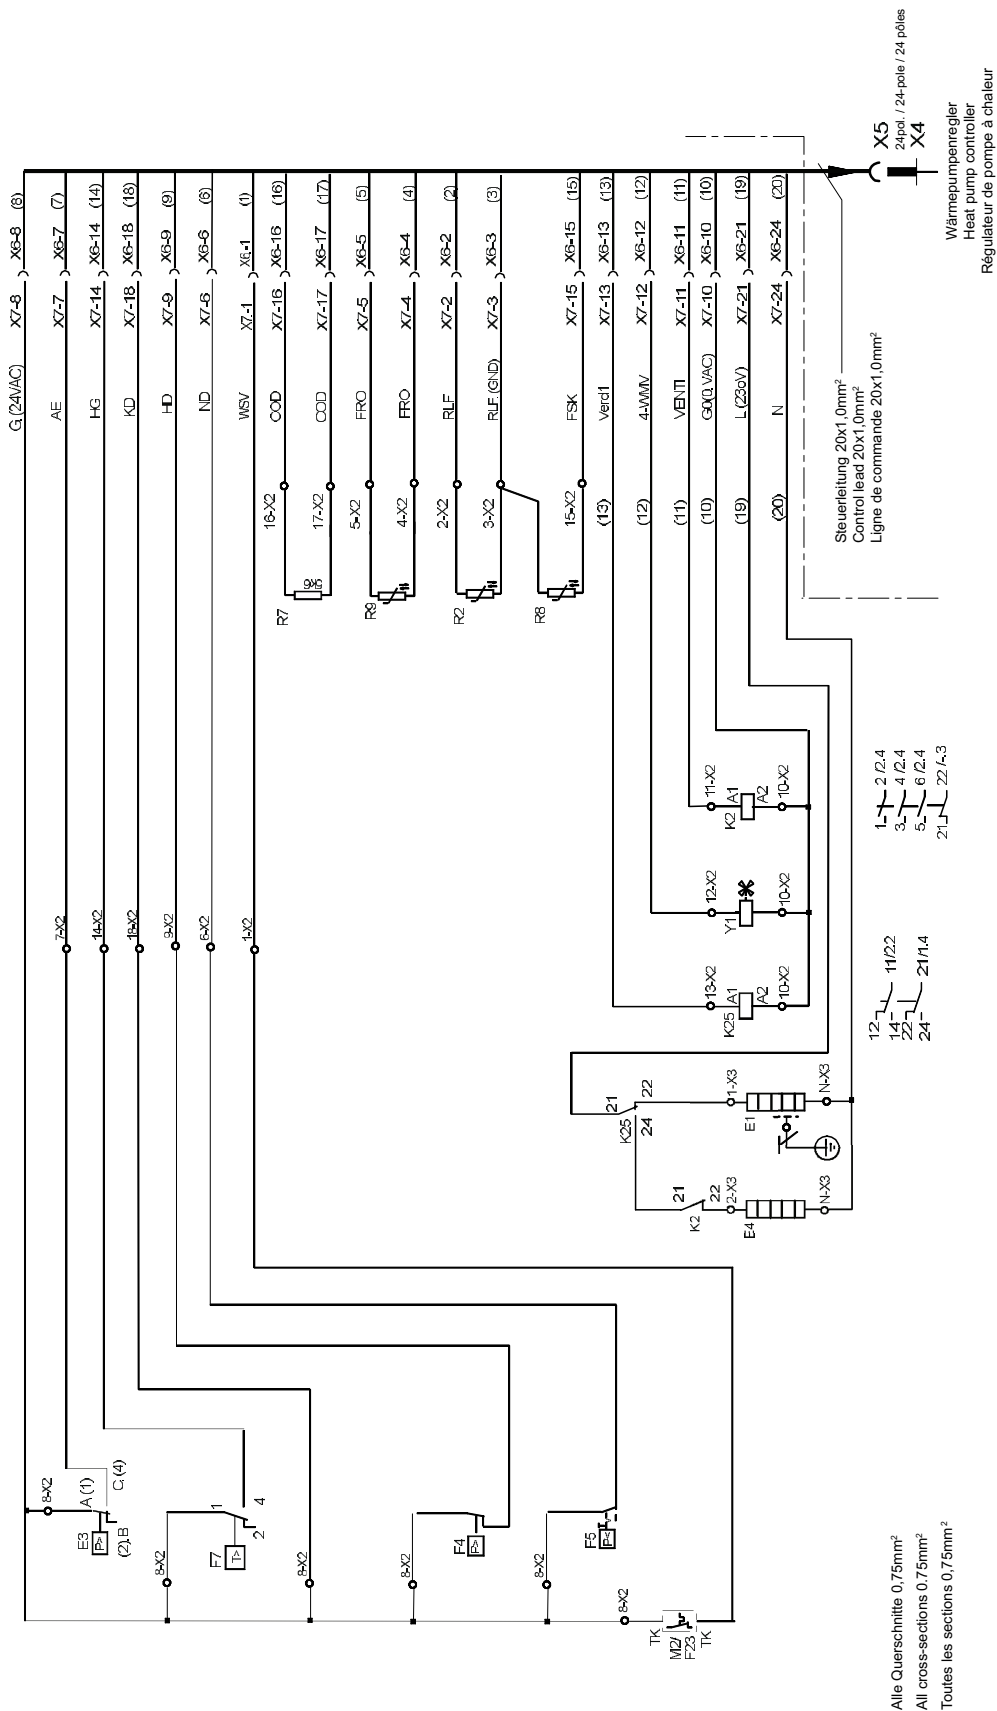 G,(24VAC) X7-8 X6-8 (8)
AE X7-7 X6-7 (7)
HG X7-14 X6-14 (14)
KD X7-18 X6-18 (18)
HD X7-9 X6-9 (9)
ND X7-6 X6-6 (6)
WSV X7.-1 X6.-1 (1)
COD X7-16 X6-16 (16)
COD X7-17 X6-17 (17)
FRO X7-5 X6-5 (5)
FRO X7-4 X6-4 (4)
RLF X7-2 X6-2 (2)
RLF. (GND) X7-3 X6-3 (3)
FSK X7-15 X6-15 (15)
(13) Verd1 X7-13 X6-13 (13)
(12) 4-WMV X7-12 X6-12 (12)
(11) VENTI X7-11 X6-11 (11)
(10) G0(0, VAC) X7-10 X6-10 (10)
(19) L (23oV) X7-21 X6-21 (19)
(20) N X7-24 X6-24 (20)
X5
24pol. / 24-pole / 24 pôles
X4
Wärmepumpenregler
Heat pump controller
Régulateur de pompe à chaleur
Steuerleitung 20x1,0mm²
Control lead 20x1,0mm²
Ligne de commande 20x1,0mm²
R7
16-X2
17-X2
R9
5-X2
4-X2
R2
2-X2
3-X2
R8
15-X2
7-X2
14-X2
18-X2
9-X2
6-X2
1-X2
K2 A1 A2
11-X2
10-X2
Y1
12-X2
10-X2
K25 A1 A2
13-X2
10-X2
1 2 /2.4
3 4 /2.4
5 6 /2.4
21 22 /-.3
12
14 11/2.2
22
24 21/1.4
K25 21
22
24
1-X3
E1
N-X3
K2 21
22
2-X3
E4
N-X3
8-X2
E3 P>
A (1)
(2).B
C, (4)
8-X2
F7 T>
1
2
4
8-X2
8-X2
F4 P>
8-X2
F5 P<
8-X2
TK
M2/
F23
TK
Alle Querschnitte 0,75mm²
All cross-sections 0.75mm²
Toutes les sections 0,75mm²